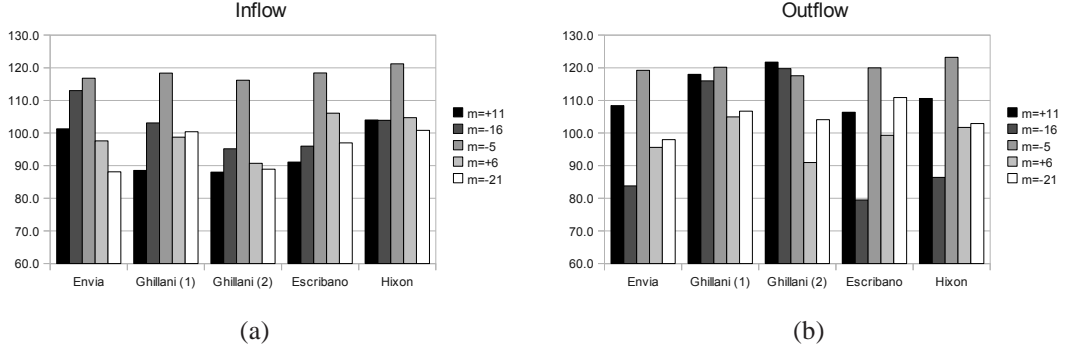 Inflow
130.0
120.0
110.0
100.0
90.0
80.0
70.0
60.0
Envia Ghillani (1) Ghillani (2) Escribano Hixon
m=+11
m=-16
m=-5
m=+6
m=-21
(a)
Outflow
130.0
120.0
110.0
100.0
90.0
80.0
70.0
60.0
Envia Ghillani (1) Ghillani (2) Escribano Hixon
m=+11
m=-16
m=-5
m=+6
m=-21
(b)